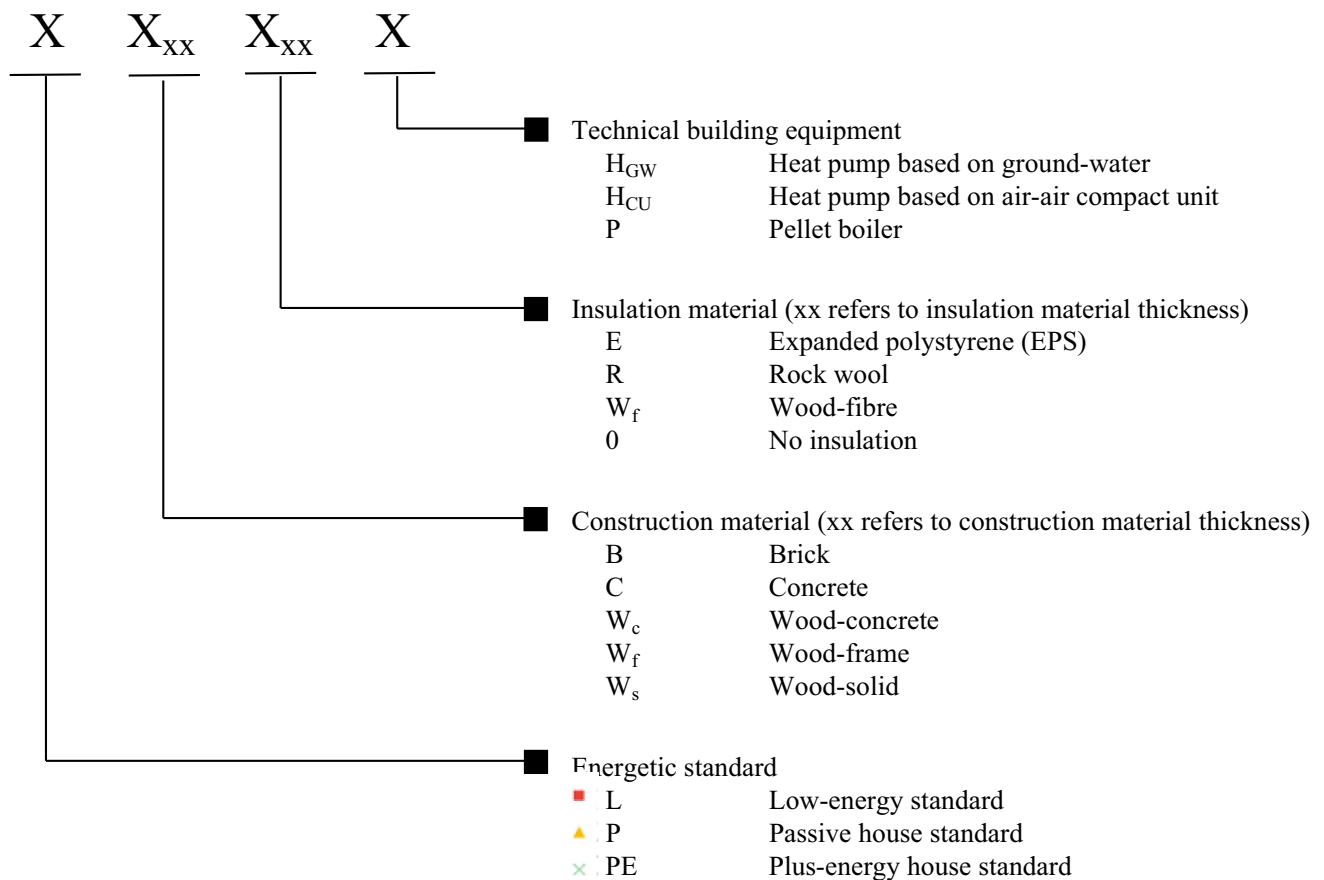 X X_xx X_xx X
Technical building equipment
H_GW Heat pump based on ground-water
H_CU Heat pump based on air-air compact unit
P Pellet boiler
Insulation material (xx refers to insulation material thickness)
E Expanded polystyrene (EPS)
R Rock wool
W_f Wood-fibre
0 No insulation
Construction material (xx refers to construction material thickness)
B Brick
C Concrete
W_c Wood-concrete
W_f Wood-frame
W_s Wood-solid
Energetic standard
L Low-energy standard
P Passive house standard
PE Plus-energy house standard